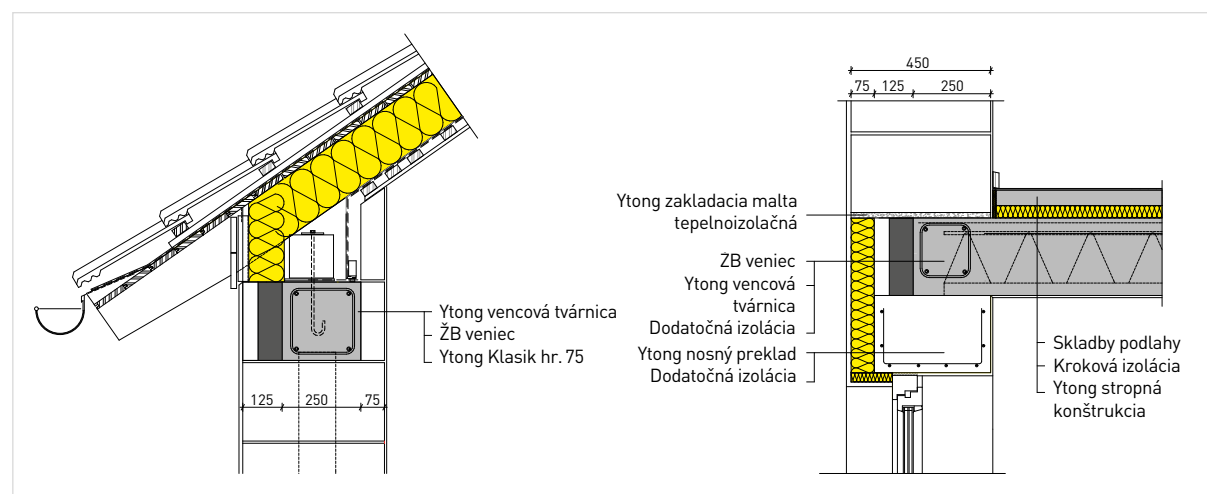 125
250
75
Ytong vencová tvárnica
ŽB veniec
Ytong Klasik hr. 75
450
75
125
250
Ytong zakladacia malta
tepelnoizolačná
ŽB veniec
Ytong vencová
tvárnica
Dodatočná izolácia
Ytong nosný preklad
Dodatočná izolácia
Skladby podlahy
Kroková izolácia
Ytong stropná
konštrukcia